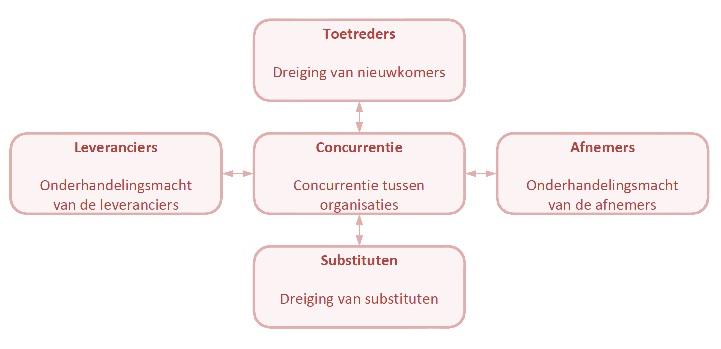 Toetreders
Dreiging van nieuwkomers
Leveranciers
Onderhandelingsmacht
van de leveranciers
Concurrentie
Concurrentie tussen
organisaties
Afnemers
Onderhandelingsmacht
van de afnemers
Substituten
Dreiging van substituten